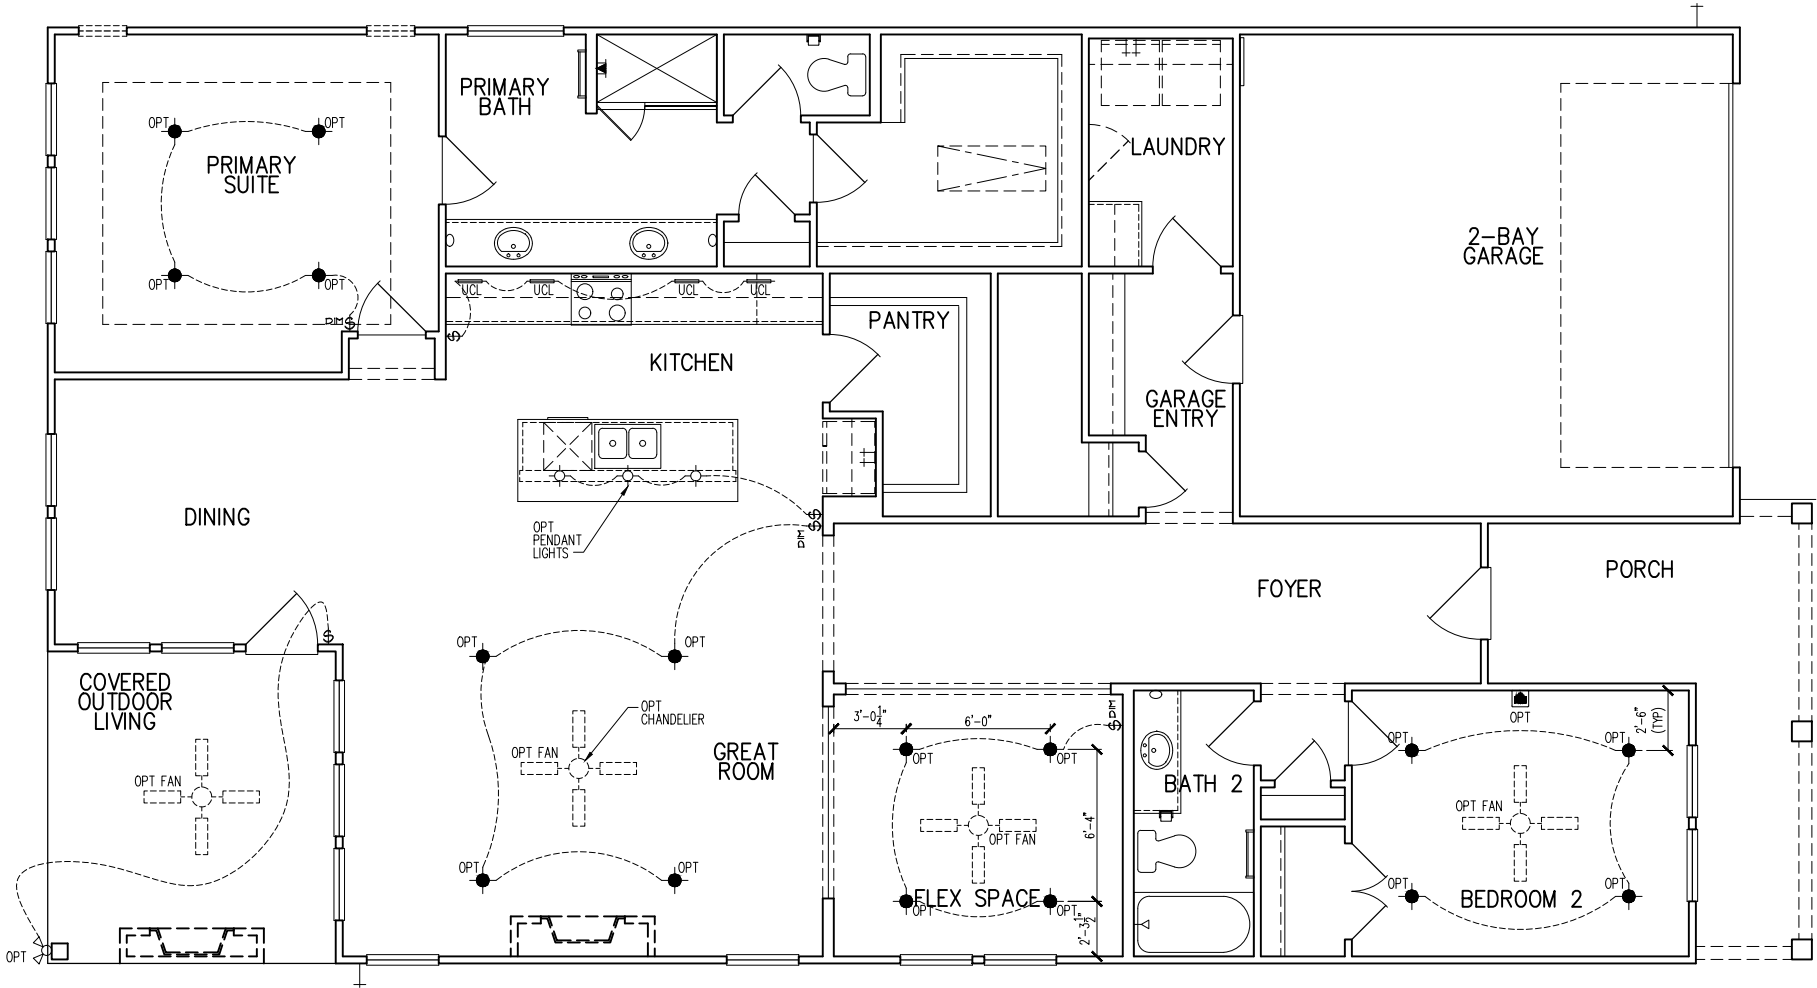 OPT
OPT
PRIMARY
SUITE
OPT
OPT
DIM
$
PRIMARY
BATH
LAUNDRY
2-BAY
GARAGE
UCL
UCL
UCL
UCL
$
PANTRY
KITCHEN
GARAGE
ENTRY
DINING
OPT
PENDANT
LIGHTS
$
DIM $
FOYER
PORCH
$
COVERED
OUTDOOR
LIVING
OPT
OPT
OPT
CHANDELIER
OPT FAN
GREAT
ROOM
OPT
OPT
OPT FAN
OPT
3'-0 1/4"
6'-0"
$ DIM
OPT
OPT
OPT FAN
6'-4"
FLEX SPACE
OPT
OPT
2'-3 1/2"
BATH 2
OPT
2'-6"
(TYP)
OPT
OPT
OPT FAN
OPT
OPT
BEDROOM 2